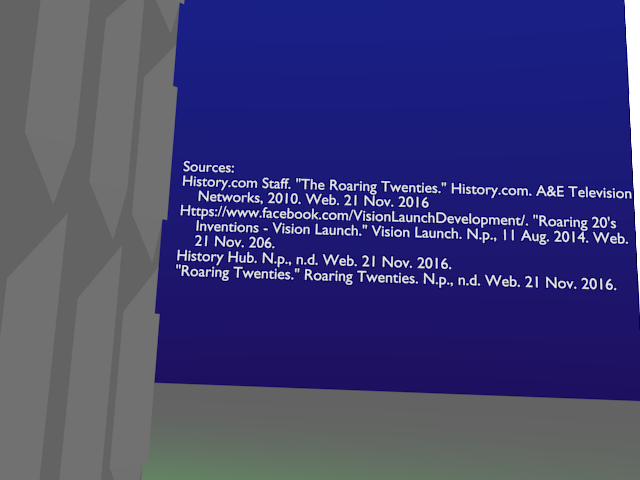 Sources:
History.com Staff. "The Roaring Twenties." History.com. A&E Television
Networks, 2010. Web. 21 Nov. 2016
Https://www.facebook.com/VisionLaunchDevelopment/. "Roaring 20's
Inventions - Vision Launch." Vision Launch. N.p., 11 Aug. 2014. Web.
21 Nov. 206.
History Hub. N.p., n.d. Web. 21 Nov. 2016.
"Roaring Twenties." Roaring Twenties. N.p., n.d. Web. 21 Nov. 2016.